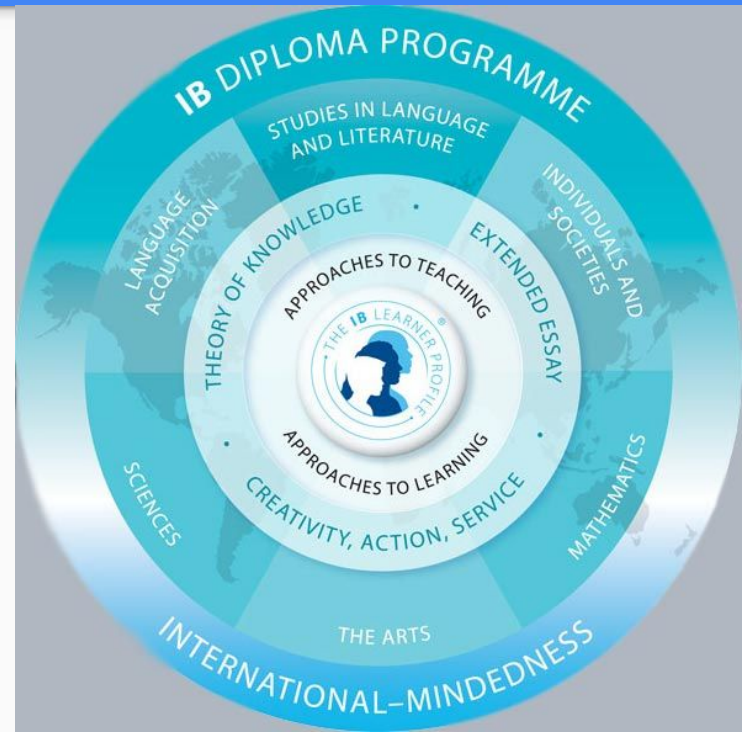 IB DIPLOMA PROGRAMME
STUDIES IN LANGUAGE
AND LITERATURE
LANGUAGE
ACQUISITION
INDIVIDUALS AND
SOCIETIES
THEORY OF KNOWLEDGE •
EXTENDED ESSAY •
APPROACHES TO TEACHING
• THE IB LEARNER PROFILE • ®
APPROACHES TO LEARNING
• CREATIVITY, ACTION, SERVICE
SCIENCES
MATHEMATICS
THE ARTS
INTERNATIONAL–MINDEDNESS